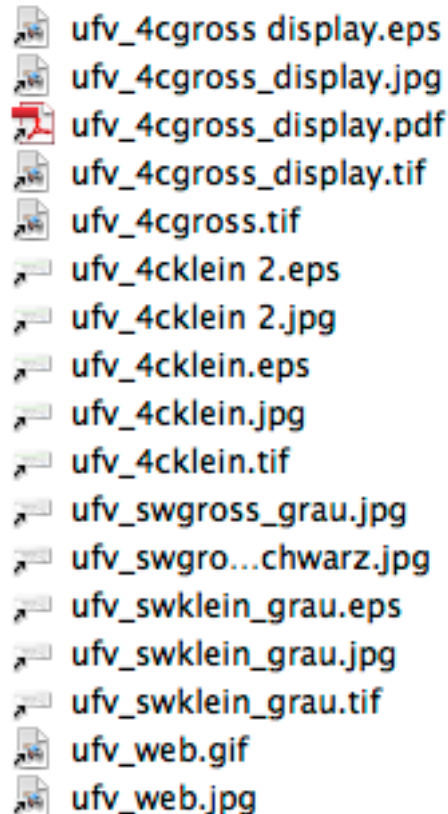 ufv_4cgross display.eps
ufv_4cgross_display.jpg
ufv_4cgross_display.pdf
ufv_4cgross_display.tif
ufv_4cgross.tif
ufv_4cklein 2.eps
ufv_4cklein 2.jpg
ufv_4cklein.eps
ufv_4cklein.jpg
ufv_4cklein.tif
ufv_swgross_grau.jpg
ufv_swgro...chwarz.jpg
ufv_swklein_grau.eps
ufv_swklein_grau.jpg
ufv_swklein_grau.tif
ufv_web.gif
ufv_web.jpg